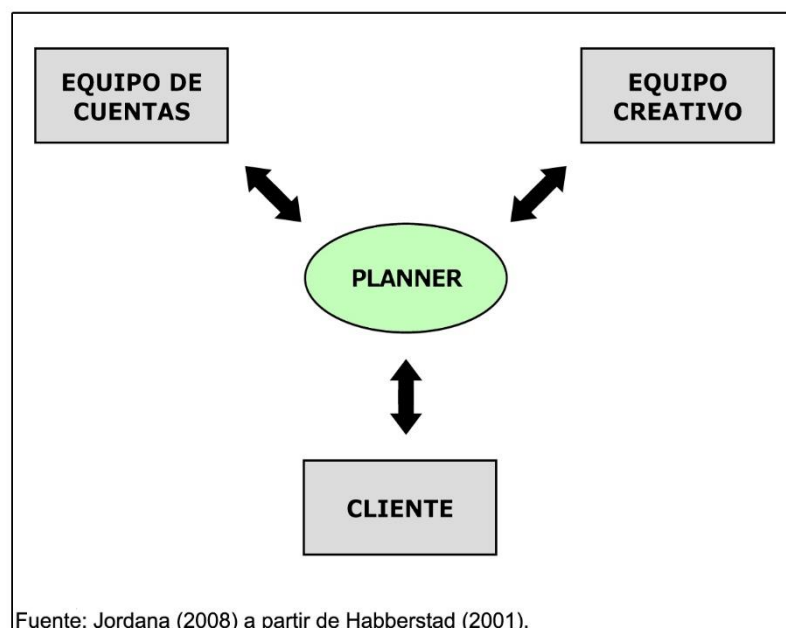 EQUIPO DE
CUENTAS
EQUIPO
CREATIVO
PLANNER
CLIENTE
Fuente: Jordana (2008) a partir de Habberstad (2001).